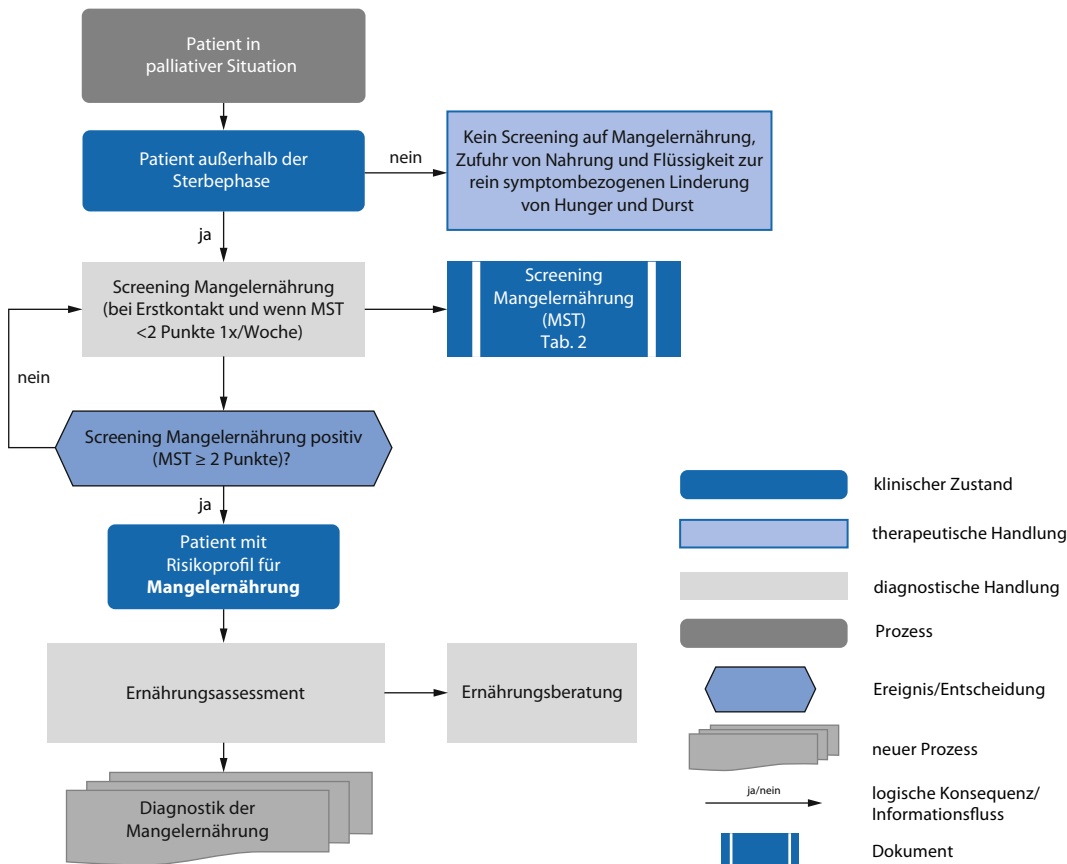 Patient in
palliativer Situation
Patient außerhalb der
Sterbephase
nein
Kein Screening auf Mangelernährung,
Zufuhr von Nahrung und Flüssigkeit zur
rein symptombezogenen Linderung
von Hunger und Durst
ja
Screening Mangelernährung
(bei Erstkontakt und wenn MST
<2 Punkte 1x/Woche)
Screening
Mangelernährung
(MST)
Tab. 2
nein
Screening Mangelernährung positiv
(MST ≥ 2 Punkte)?
ja
Patient mit
Risikoprofil für
Mangelernährung
Ernährungsassessment
Ernährungsberatung
Diagnostik der
Mangelernährung
klinischer Zustand
therapeutische Handlung
diagnostische Handlung
Prozess
Ereignis/Entscheidung
neuer Prozess
ja/nein
logische Konsequenz/
Informationsfluss
Dokument